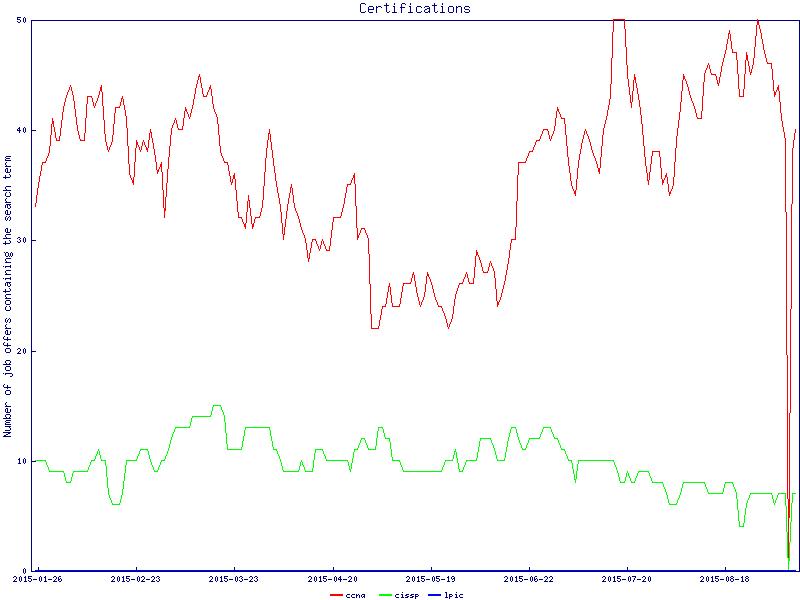 Certifications
Number of job offers containing the search term
50
40
30
20
10
0
2015-01-26 2015-02-23 2015-03-23 2015-04-20 2015-05-19 2015-06-22 2015-07-20 2015-08-18
ccna cissp lpic